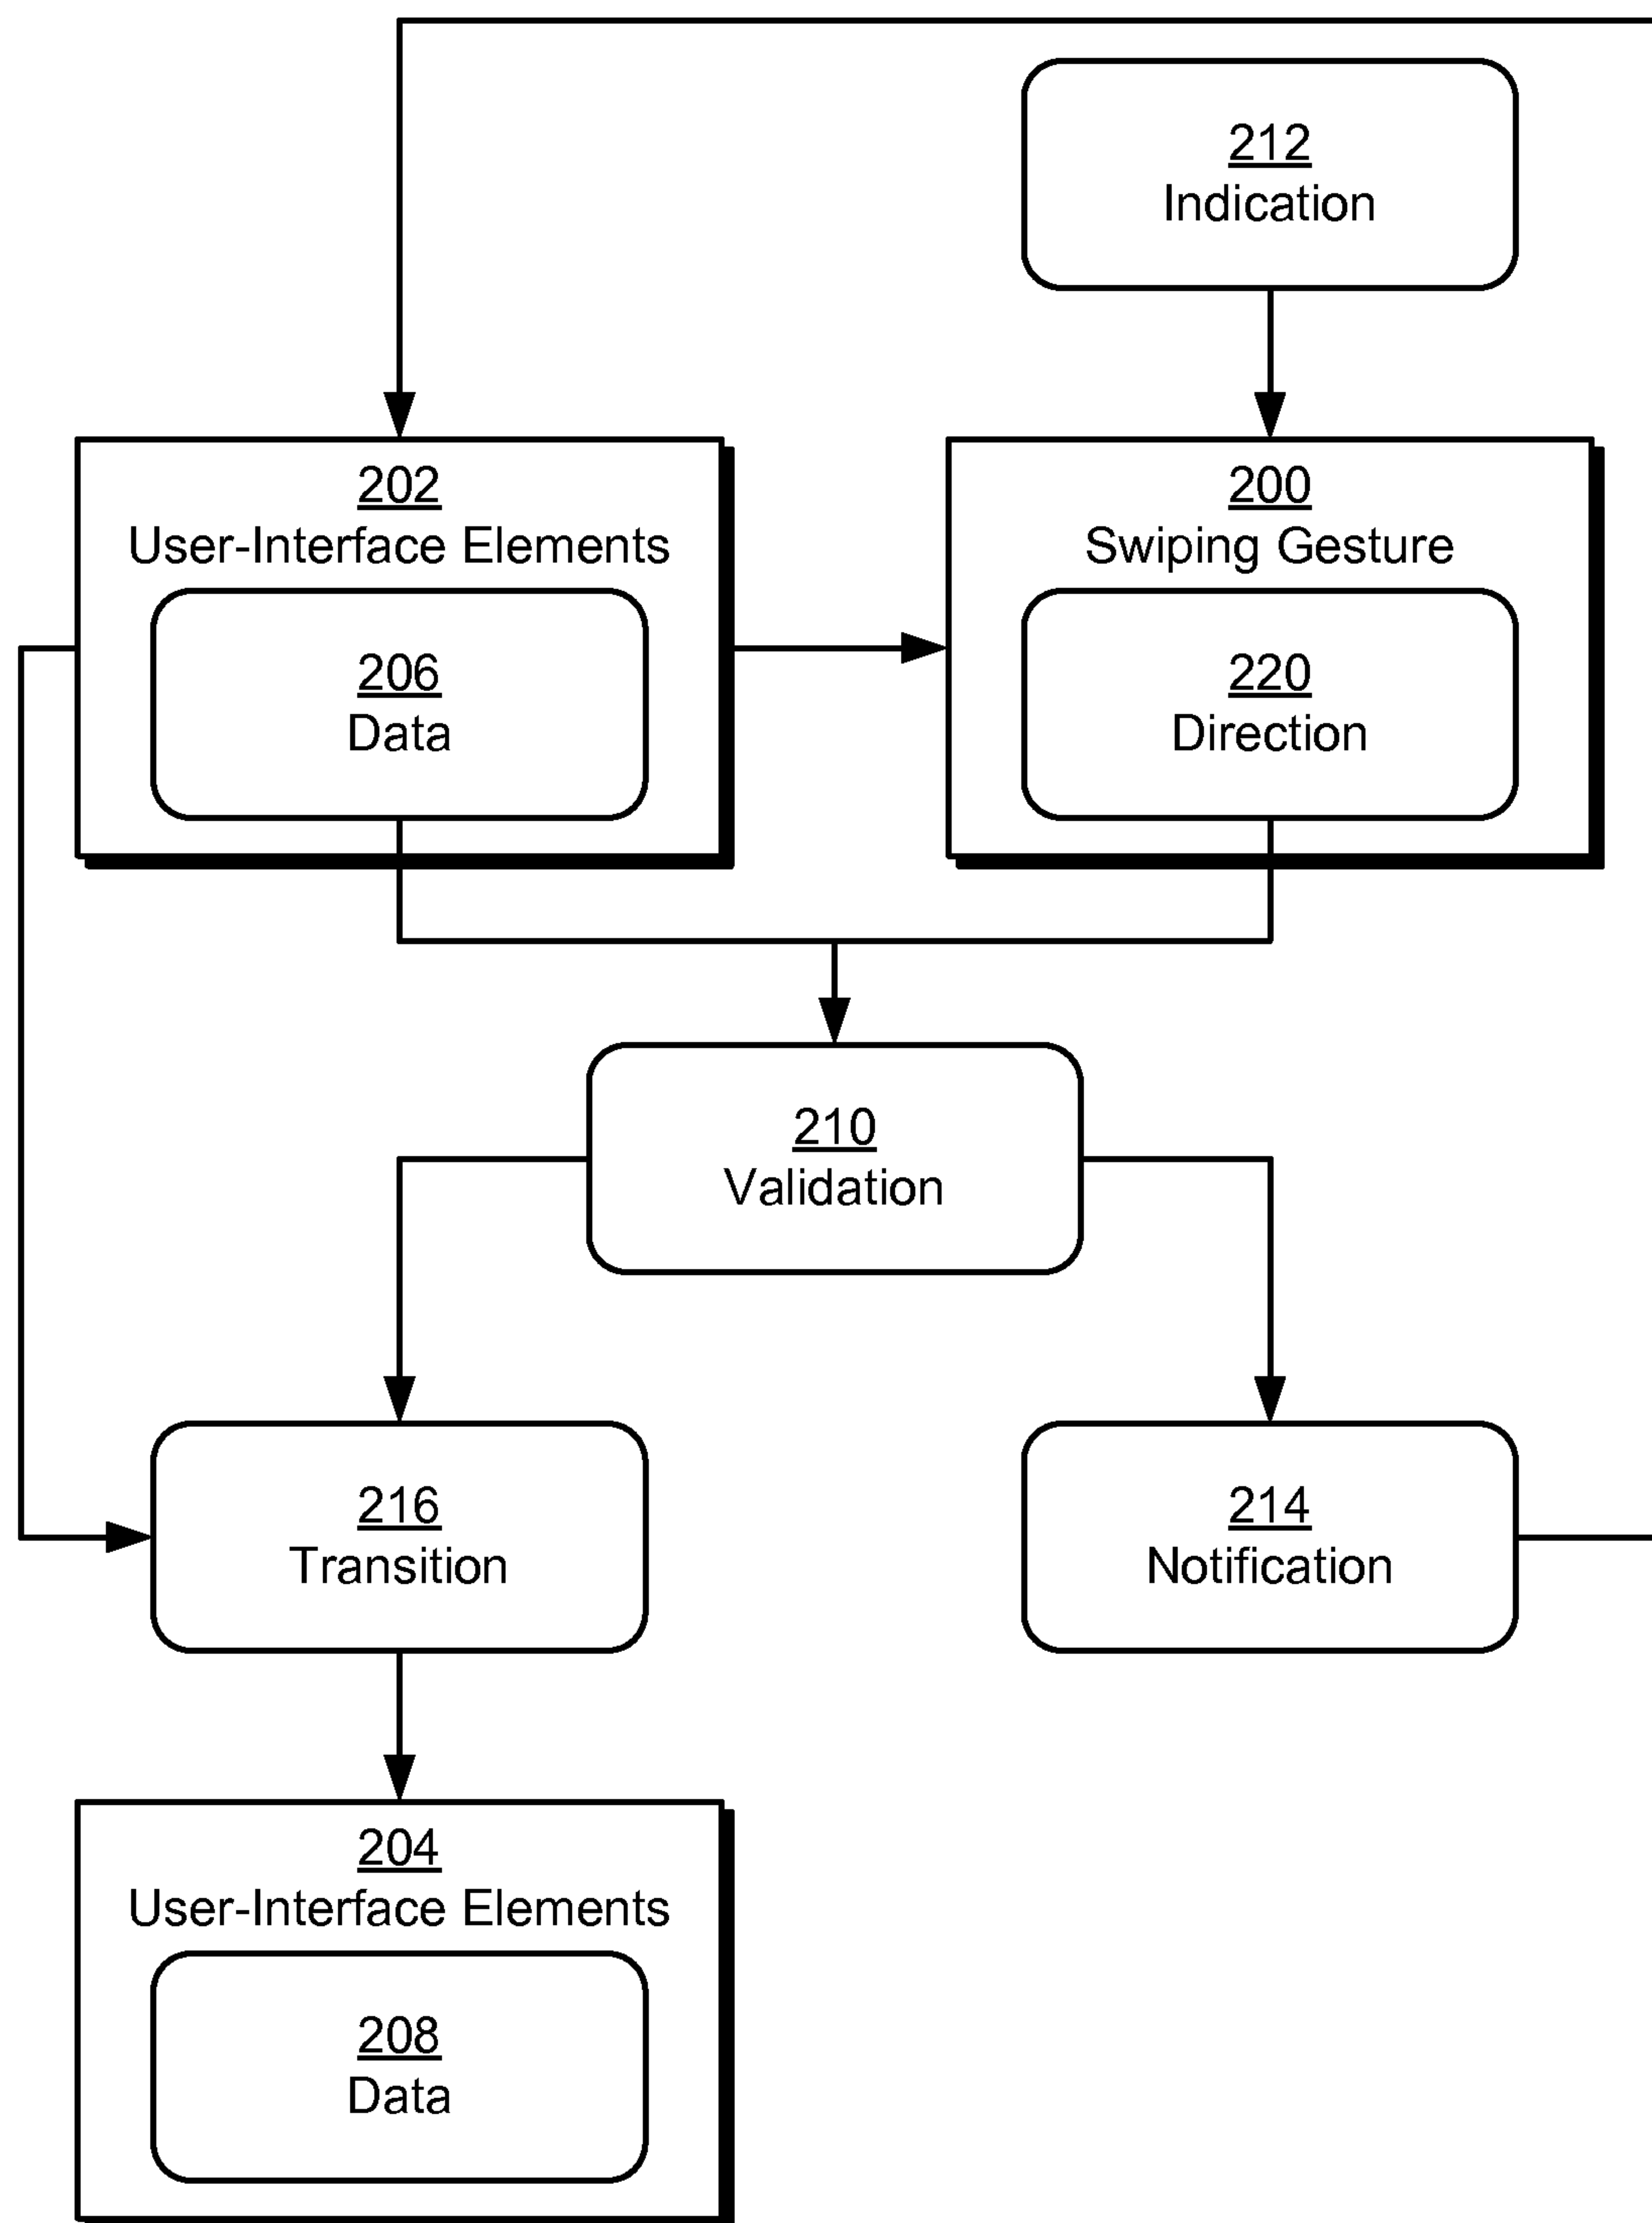 212
Indication
202
User-Interface Elements
206
Data
200
Swiping Gesture
220
Direction
210
Validation
216
Transition
214
Notification
204
User-Interface Elements
208
Data